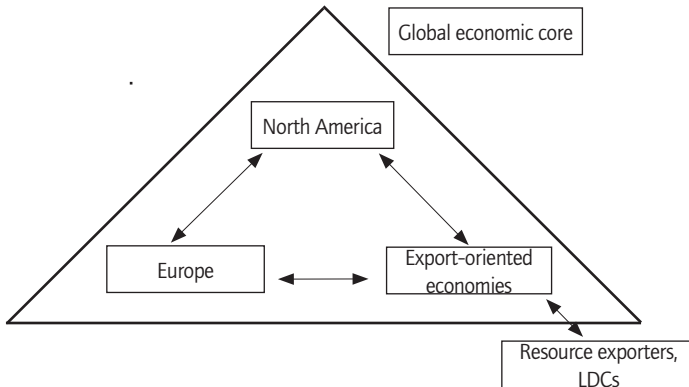 Global economic core
North America
Europe
Export-oriented
economies
Resource exporters,
LDCs